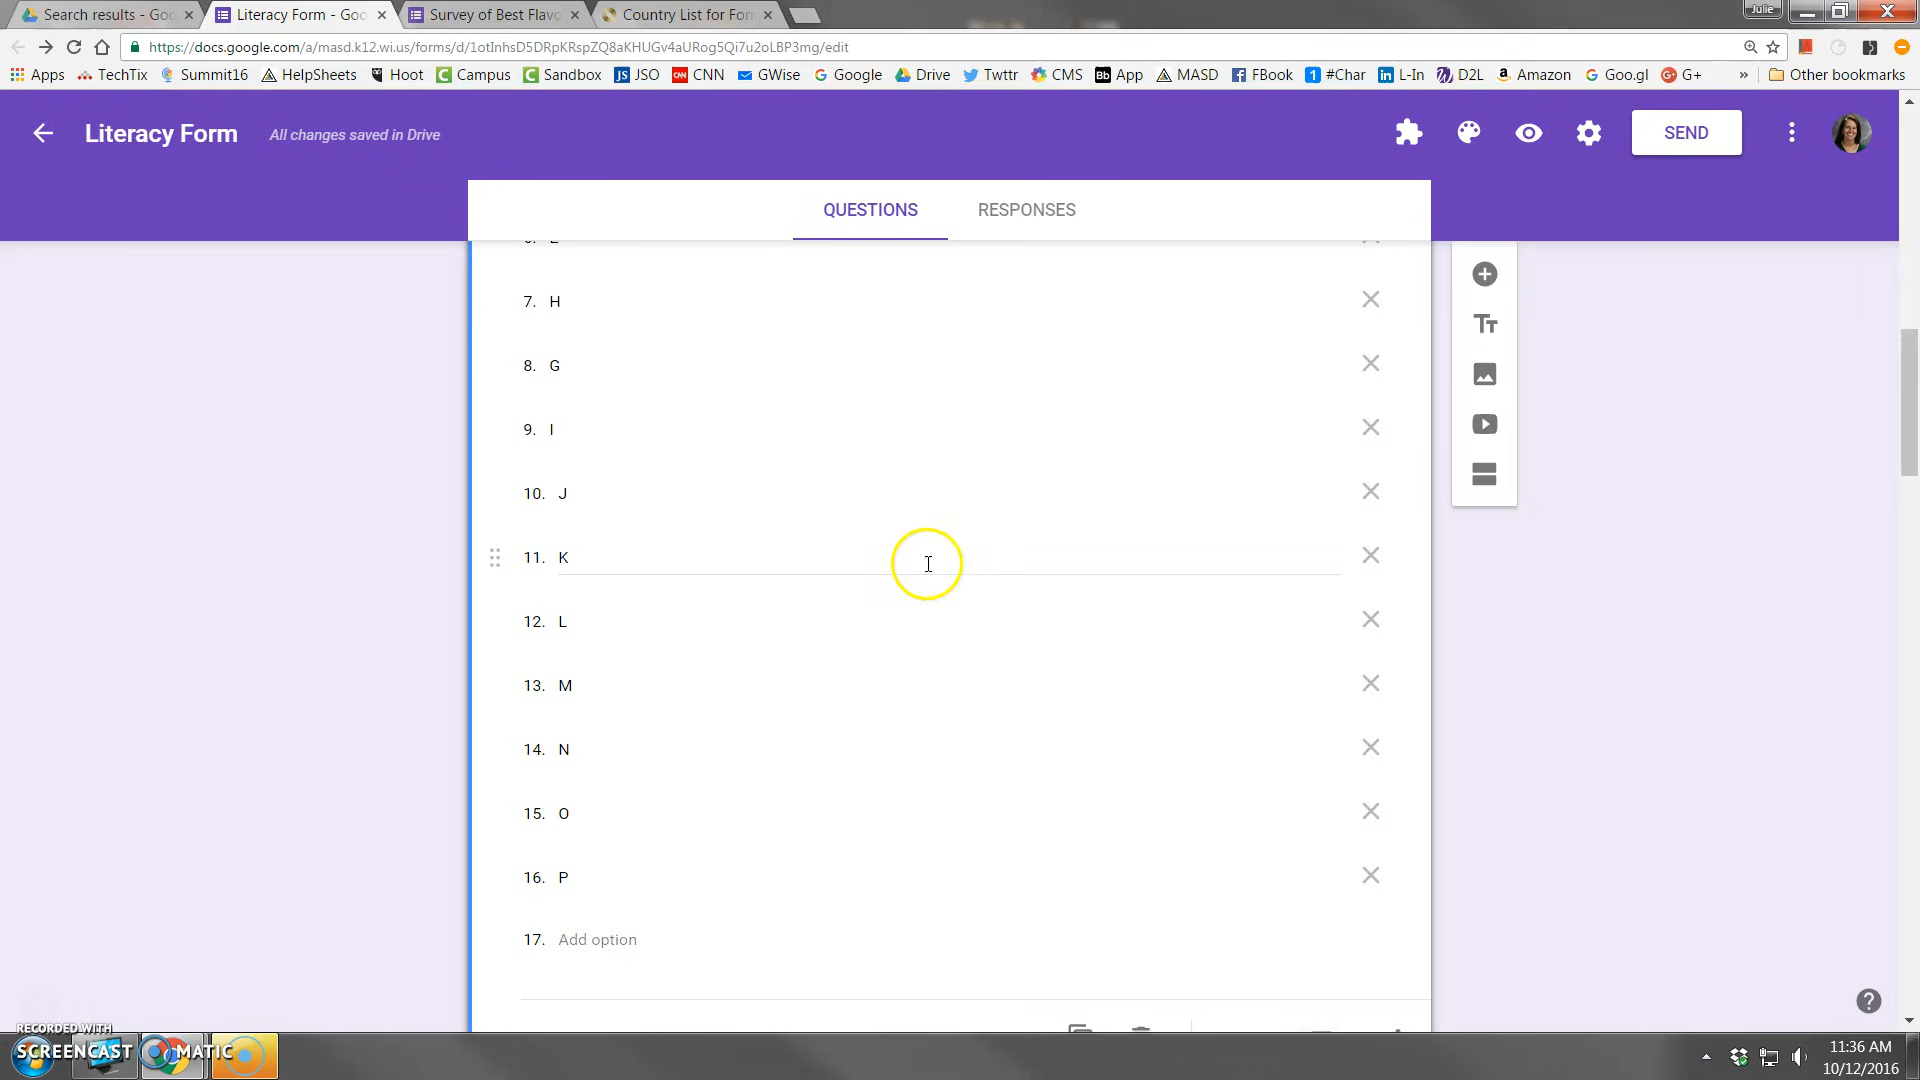 Search results - Goo
Literacy Form - Goo
Survey of Best Flavo
Country List for For
Julie
https://docs.google.com/a/masd.k12.wi.us/forms/d/1otInhsD5DRpKRspZQ8aKHUGv4aURog5Qi7u2oLBP3mg/edit
Apps TechTix Summit16 HelpSheets Hoot Campus Sandbox JSO CNN GWise Google Drive Twttr CMS App MASD FBook #Char L-In D2L Amazon Goo.gl G+ » Other bookmarks
Literacy Form All changes saved in Drive SEND
QUESTIONS RESPONSES
7. H
8. G
9. I
10. J
11. K
12. L
13. M
14. N
15. O
16. P
17. Add option
RECORDED WITH
SCREENCAST MATIC
11:36 AM
10/12/2016